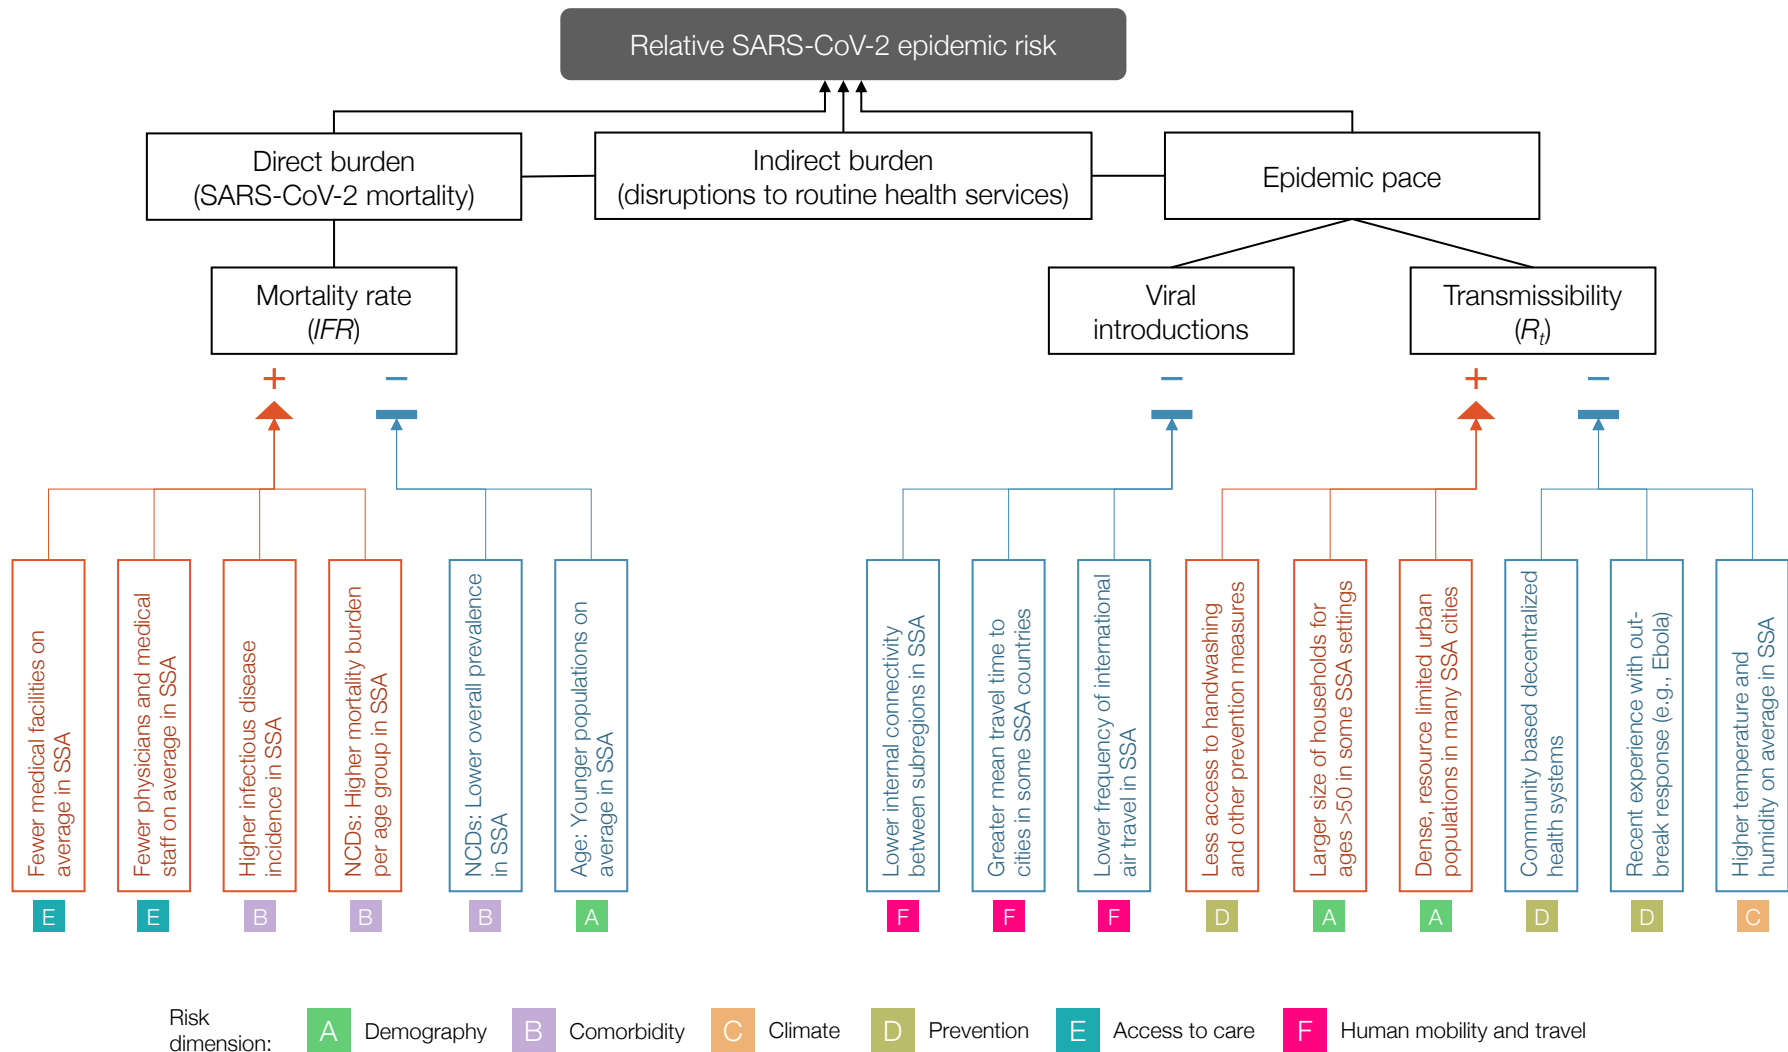 Relative SARS-CoV-2 epidemic risk
Direct burden
(SARS-CoV-2 mortality)
Indirect burden
(disruptions to routine health services)
Epidemic pace
Mortality rate
(IFR)
Viral
introductions
Transmissibility
(Rt)
+
−
−
+
−
Fewer medical facilities on
average in SSA
Fewer physicians and medical
staff on average in SSA
Higher infectious disease
incidence in SSA
NCDs: Higher mortality burden
per age group in SSA
NCDs: Lower overall prevalence
in SSA
Age: Younger populations on
average in SSA
Lower internal connectivity
between subregions in SSA
Greater mean travel time to
cities in some SSA countries
Lower frequency of international
air travel in SSA
Less access to handwashing
and other prevention measures
Larger size of households for
ages >50 in some SSA settings
Dense, resource limited urban
populations in many SSA cities
Community based decentralized
health systems
Recent experience with out-
break response (e.g., Ebola)
Higher temperature and
humidity on average in SSA
E
E
B
B
B
A
F
F
F
D
A
A
D
D
C
Risk
dimension:
A Demography
B Comorbidity
C Climate
D Prevention
E Access to care
F Human mobility and travel